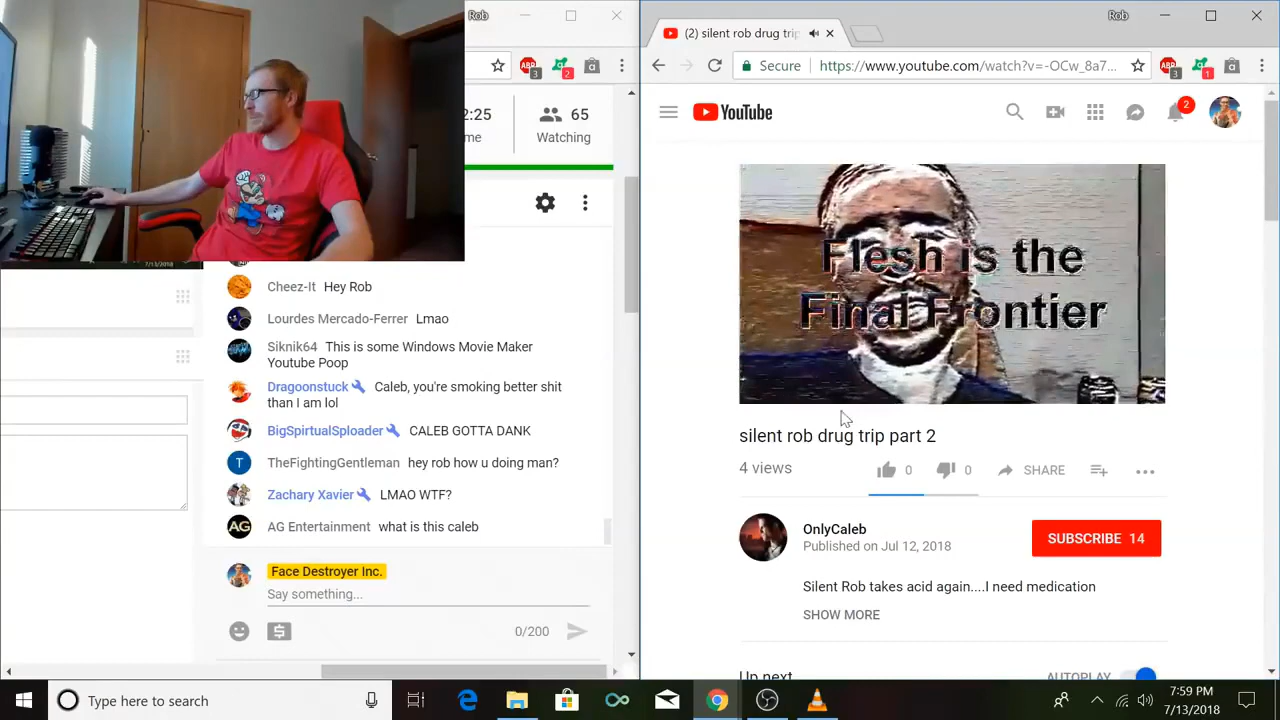 Rob
Rob
(2) silent rob drug trip
Secure https://www.youtube.com/watch?v=-OCw_8a7...
3
2
3
1
2:25
65
me
Watching
YouTube
2
Flesh is the
Final Frontier
Cheez-It Hey Rob
Lourdes Mercado-Ferrer Lmao
Siknik64 This is some Windows Movie Maker
Youtube Poop
Dragoonstuck Caleb, you're smoking better shit
than I am lol
BigSpirtualSploader CALEB GOTTA DANK
T TheFightingGentleman hey rob how u doing man?
Zachary Xavier LMAO WTF?
AG AG Entertainment what is this caleb
Face Destroyer Inc.
Say something...
0/200
silent rob drug trip part 2
4 views
0
0
SHARE
OnlyCaleb
Published on Jul 12, 2018
SUBSCRIBE 14
Silent Rob takes acid again....I need medication
SHOW MORE
Up next
AUTOPLAY
Type here to search
7:59 PM
7/13/2018